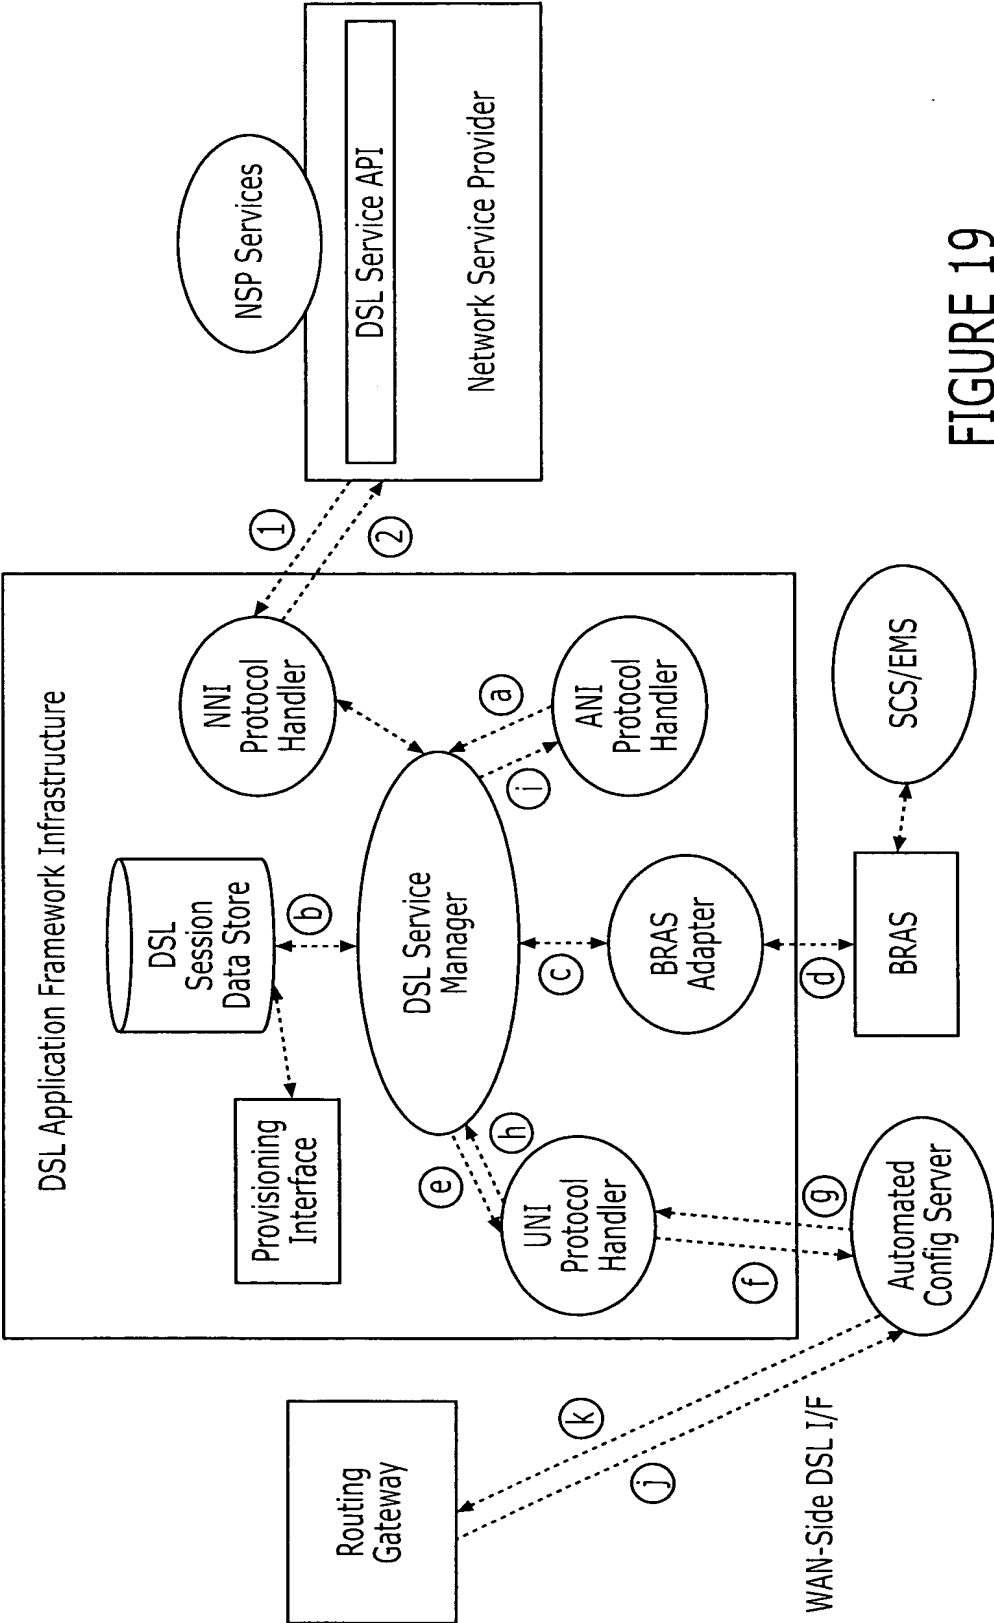 DSL Application Framework Infrastructure
Provisioning
Interface
DSL
Session
Data Store
b
NNI
Protocol
Handler
1
2
NSP Services
DSL Service API
Network Service Provider
DSL Service
Manager
e
h
UNI
Protocol
Handler
c
BRAS
Adapter
a
i
ANI
Protocol
Handler
Routing
Gateway
k
j
f
g
d
WAN-Side DSL I/F
Automated
Config Server
BRAS
SCS/EMS
FIGURE 19